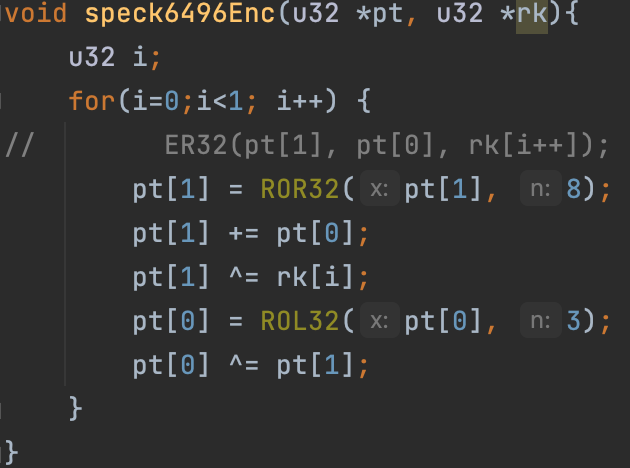 void speck6496Enc(u32 *pt, u32 *rk){
u32 i;
for(i=0;i<1; i++) {
// ER32(pt[1], pt[0], rk[i++]);
pt[1] = ROR32( x: pt[1], n: 8);
pt[1] += pt[0];
pt[1] ^= rk[i];
pt[0] = ROL32( x: pt[0], n: 3);
pt[0] ^= pt[1];
}
}